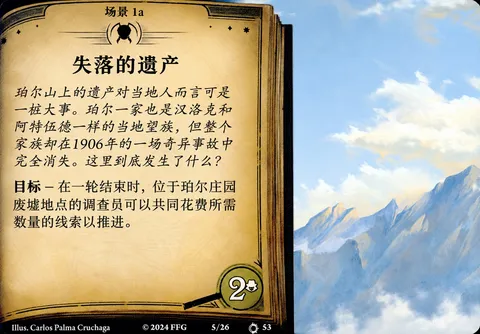 场景 1a
失落的遗产
珀尔山上的遗产对当地人而言可是
一桩大事。珀尔一家也是汉洛克和
阿特伍德一样的当地望族，但整个
家族却在1906年的一场奇异事故中
完全消失。这里到底发生了什么？
目标 – 在一轮结束时，位于珀尔庄园
废墟地点的调查员可以共同花费所需
数量的线索以推进。
2
Illus. Carlos Palma Cruchaga © 2024 FFG 5/26 53